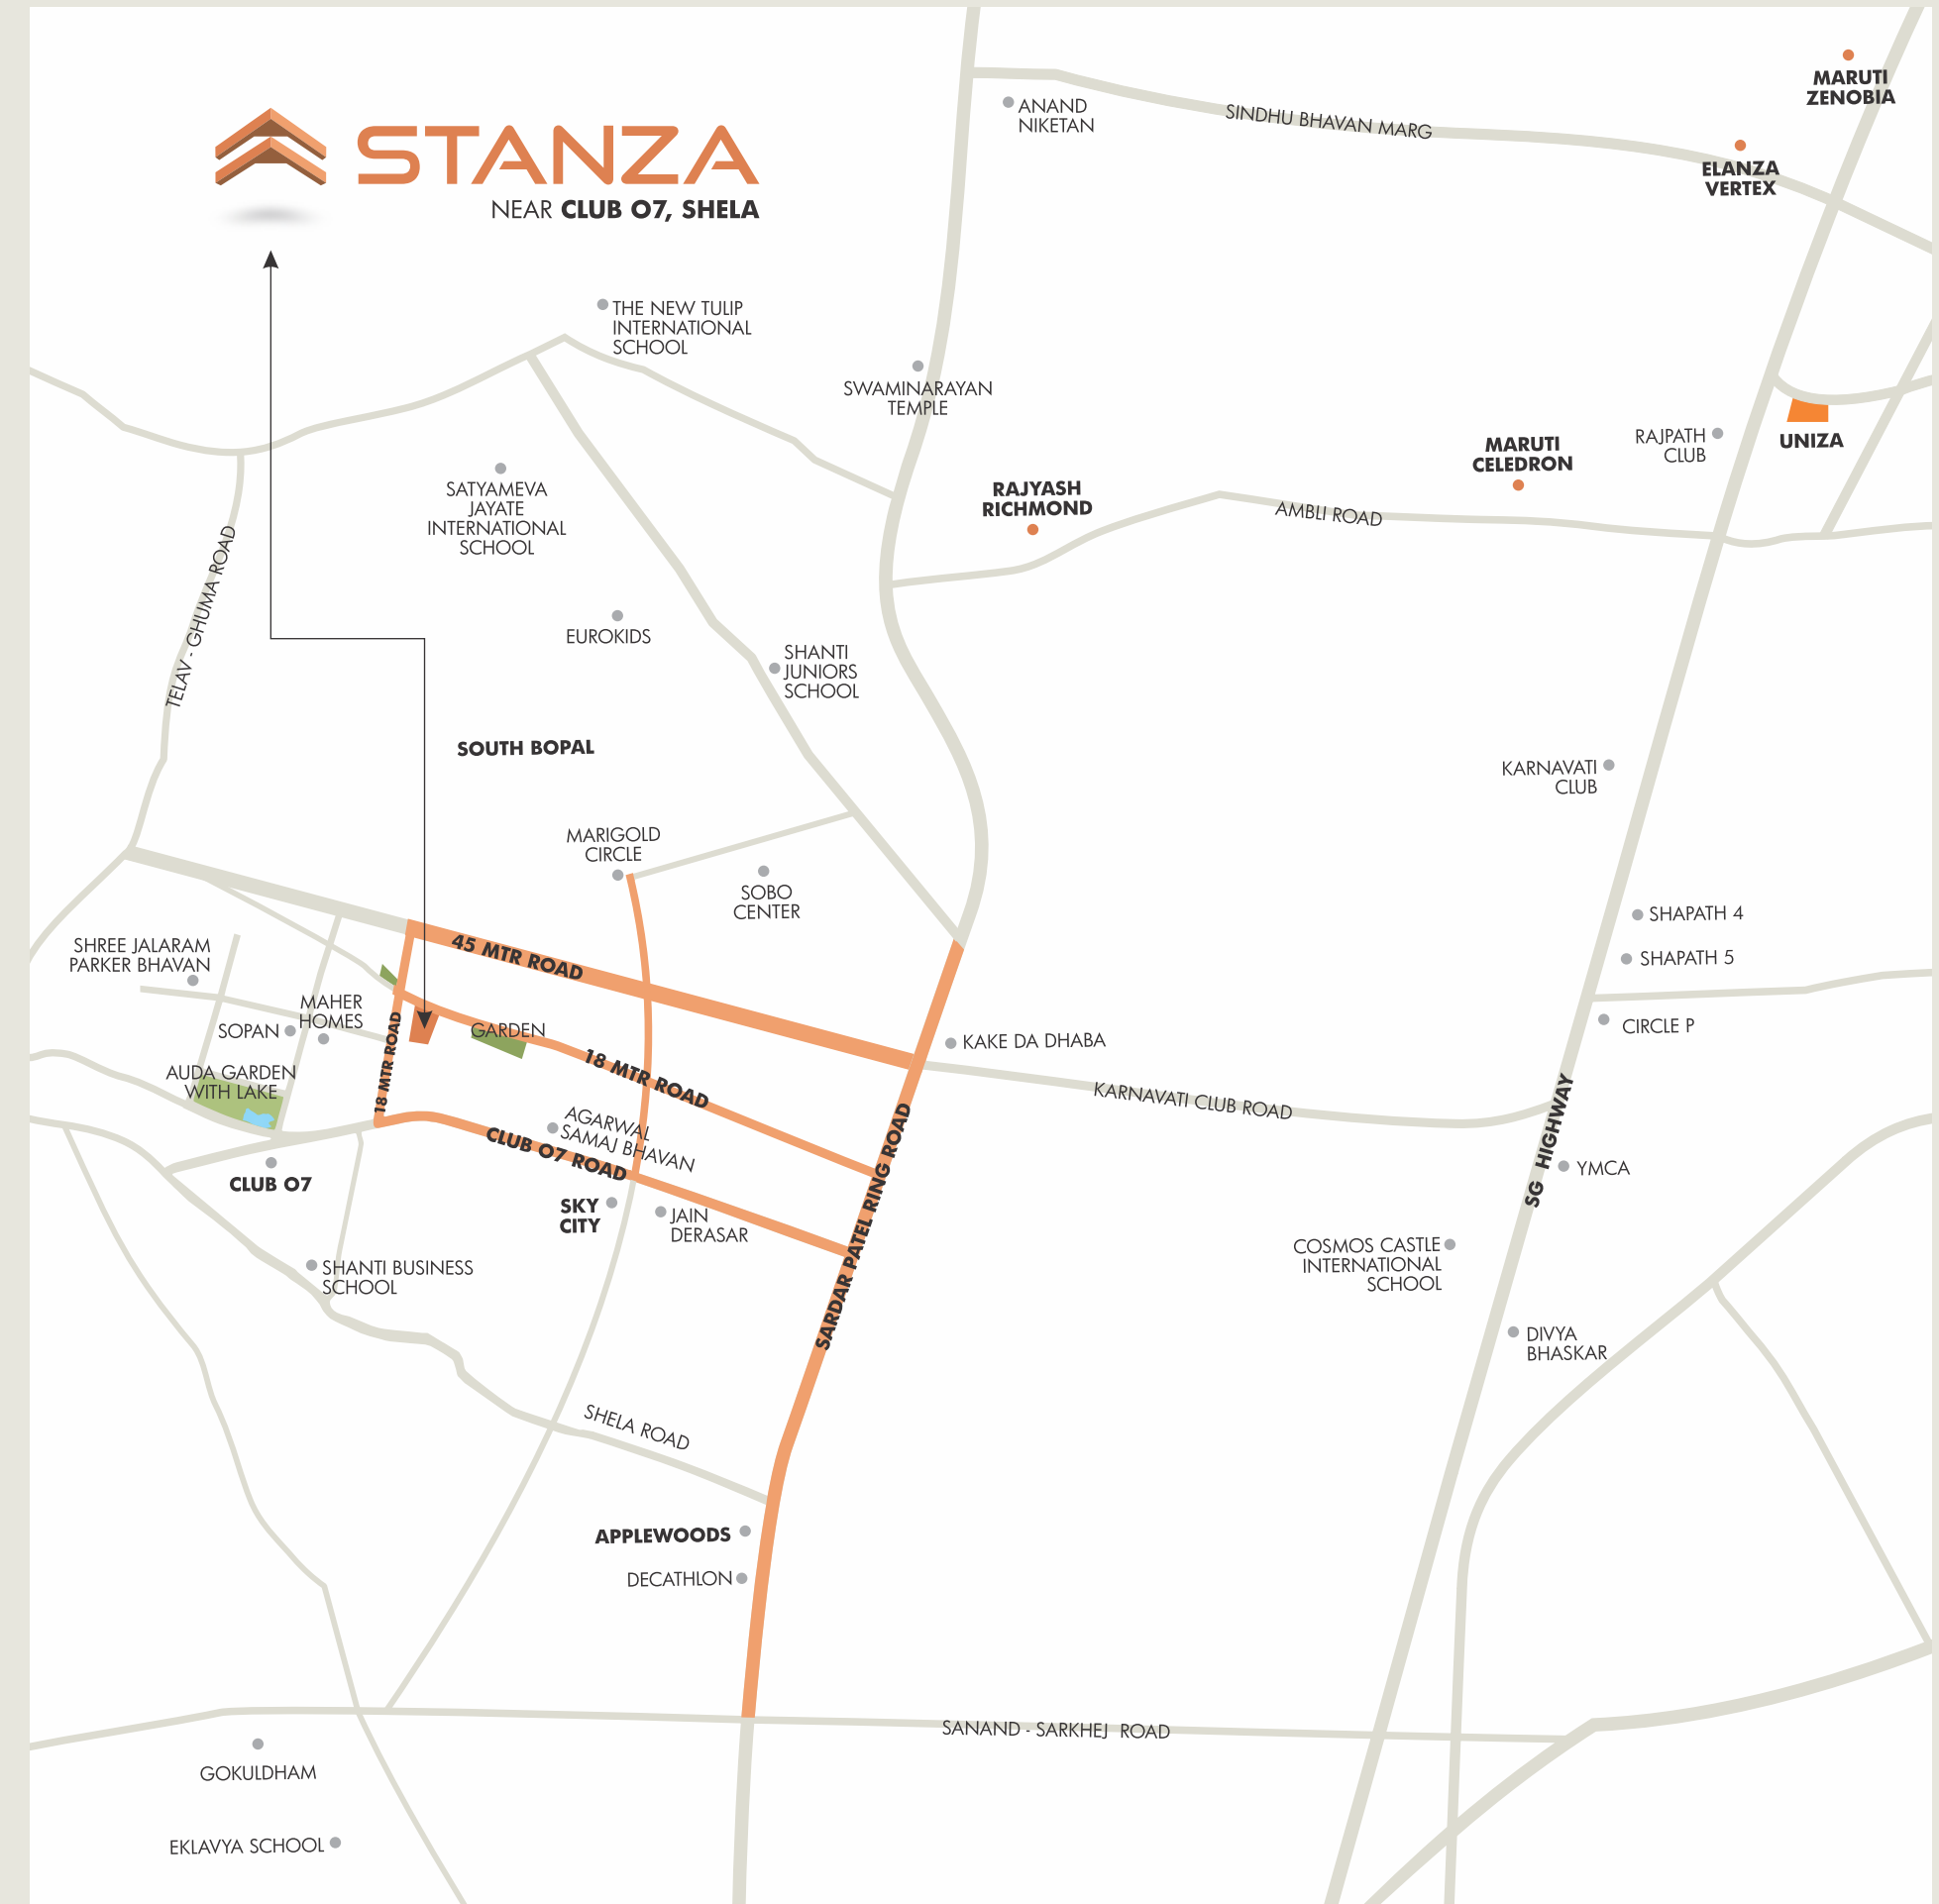 MARUTI
ZENOBIA
ANAND
NIKETAN
SINDHU BHAVAN MARG
ELANZA
VERTEX
STANZA
NEAR CLUB O7, SHELA
THE NEW TULIP
INTERNATIONAL
SCHOOL
SWAMINARAYAN
TEMPLE
RAJPATH
CLUB
UNIZA
MARUTI
CELEDRON
RAJYASH
RICHMOND
AMBLI ROAD
SATYAMEVA
JAYATE
INTERNATIONAL
SCHOOL
TELAV - GHUMA ROAD
EUROKIDS
SHANTI
JUNIORS
SCHOOL
SOUTH BOPAL
KARNAVATI
CLUB
MARIGOLD
CIRCLE
SOBO
CENTER
SHAPATH 4
SHAPATH 5
SHREE JALARAM
PARKER BHAVAN
45 MTR ROAD
MAHER
HOMES
SOPAN
GARDEN
18 MTR ROAD
18 MTR ROAD
KAKE DA DHABA
CIRCLE P
AUDA GARDEN
WITH LAKE
KARNAVATI CLUB ROAD
SG HIGHWAY
AGARWAL
SAMAJ BHAVAN
CLUB O7 ROAD
SARDAR PATEL RING ROAD
YMCA
CLUB O7
SKY
CITY
JAIN
DERASAR
COSMOS CASTLE
INTERNATIONAL
SCHOOL
SHANTI BUSINESS
SCHOOL
DIVYA
BHASKAR
SHELA ROAD
APPLEWOODS
DECATHLON
SANAND - SARKHEJ ROAD
GOKULDHAM
EKLAVYA SCHOOL